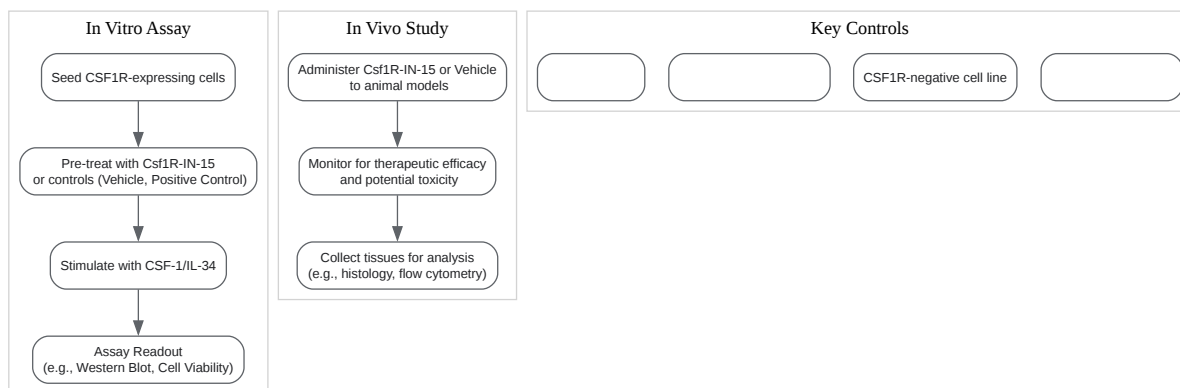 In Vitro Assay
Seed CSF1R-expressing cells
Pre-treat with Csf1R-IN-15
or controls (Vehicle, Positive Control)
Stimulate with CSF-1/IL-34
Assay Readout
(e.g., Western Blot, Cell Viability)
In Vivo Study
Administer Csf1R-IN-15 or Vehicle
to animal models
Monitor for therapeutic efficacy
and potential toxicity
Collect tissues for analysis
(e.g., histology, flow cytometry)
Key Controls
CSF1R-negative cell line